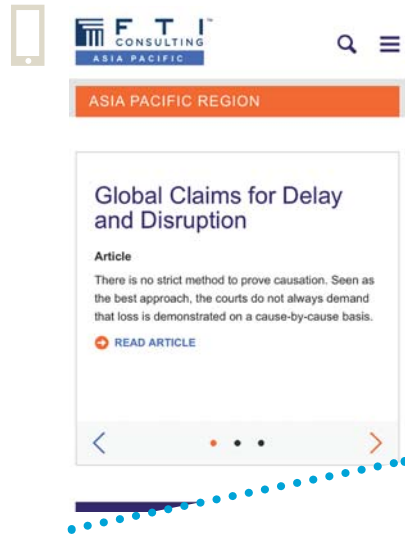 F T I™
CONSULTING
ASIA PACIFIC
ASIA PACIFIC REGION
Global Claims for Delay
and Disruption
Article
There is no strict method to prove causation. Seen as
the best approach, the courts do not always demand
that loss is demonstrated on a cause-by-cause basis.
READ ARTICLE